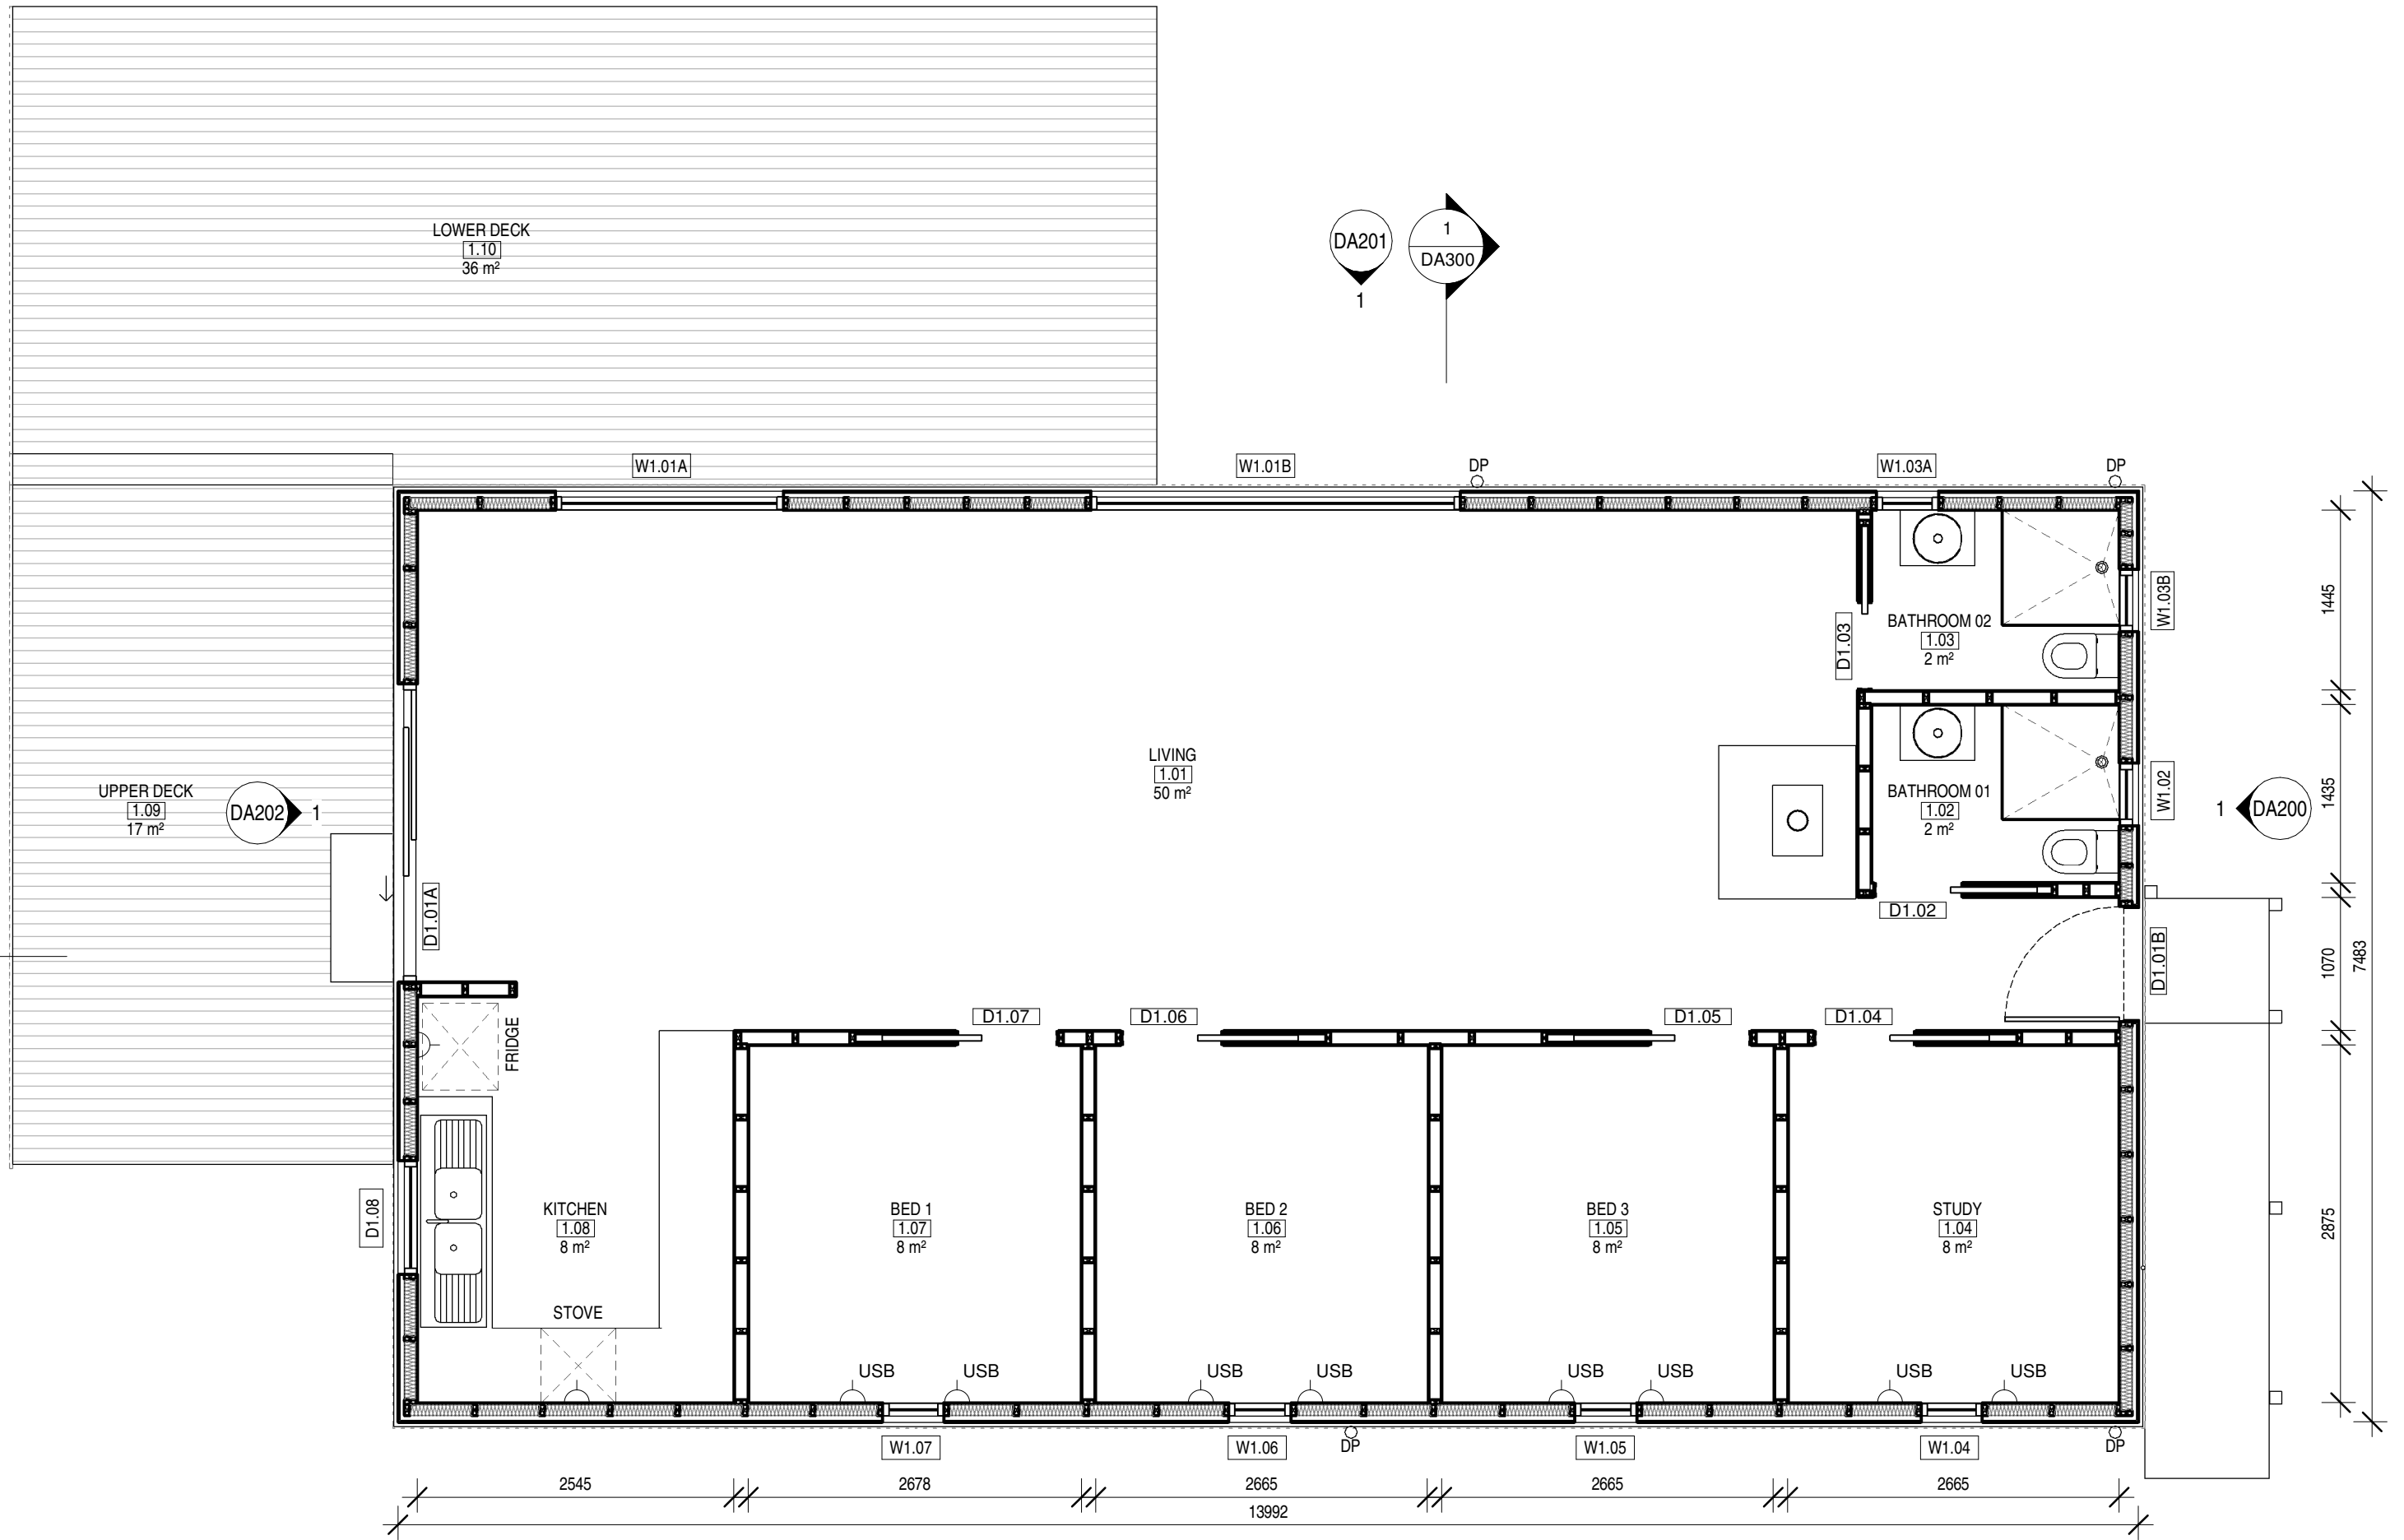 LOWER DECK
1.10
36 m²
DA201
1
1
DA300
W1.01A
W1.01B
DP
W1.03A
DP
W1.03B
1445
BATHROOM 02
1.03
2 m²
D1.03
LIVING
1.01
50 m²
UPPER DECK
1.09
17 m²
DA202
1
BATHROOM 01
1.02
2 m²
W1.02
1
DA200
1435
D1.01A
D1.02
D1.01B
1070
7483
FRIDGE
D1.07
D1.06
D1.05
D1.04
D1.08
KITCHEN
1.08
8 m²
BED 1
1.07
8 m²
BED 2
1.06
8 m²
BED 3
1.05
8 m²
STUDY
1.04
8 m²
2875
STOVE
USB
USB
USB
USB
USB
USB
USB
USB
W1.07
W1.06
DP
W1.05
W1.04
DP
2545
2678
2665
2665
2665
13992